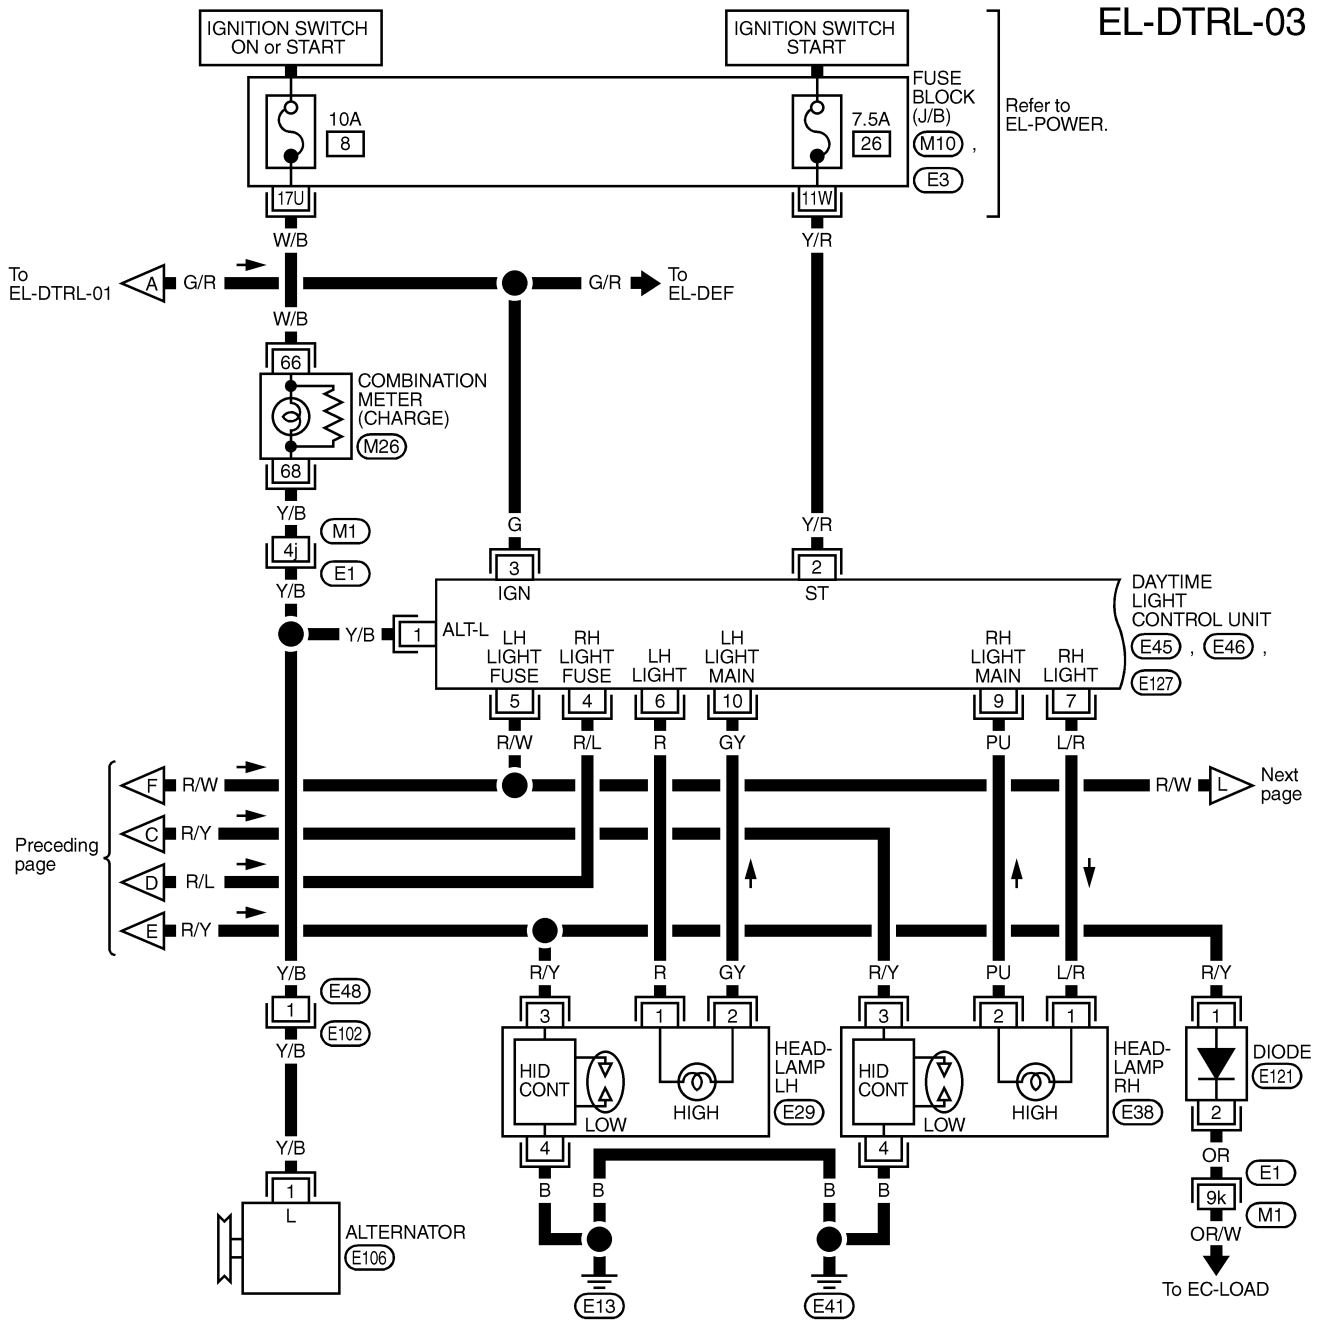 EL-DTRL-03
IGNITION SWITCH
ON or START
IGNITION SWITCH
START
FUSE
BLOCK
(J/B)
M10 ,
E3
Refer to
EL-POWER.
10A
8
7.5A
26
17U
11W
W/B
Y/R
To
EL-DTRL-01
A
G/R
G/R
To
EL-DEF
W/B
66
COMBINATION
METER
(CHARGE)
M26
68
Y/B
G
Y/R
M1
4j
E1
Y/B
3
2
IGN
ST
DAYTIME
LIGHT
CONTROL UNIT
E45 , E46 ,
E127
Y/B
1
ALT-L
LH
LIGHT
FUSE
RH
LIGHT
FUSE
LH
LIGHT
LH
LIGHT
MAIN
RH
LIGHT
MAIN
RH
LIGHT
5
4
6
10
9
7
R/W
R/L
R
GY
PU
L/R
Preceding
page
F
R/W
R/W
L
Next
page
C
R/Y
D
R/L
E
R/Y
Y/B
R/Y
R
GY
R/Y
PU
L/R
R/Y
E48
1
E102
Y/B
3
1
2
3
2
1
1
HID
CONT
LOW
HIGH
HEAD-
LAMP
LH
E29
HID
CONT
LOW
HIGH
HEAD-
LAMP
RH
E38
DIODE
E121
2
4
4
Y/B
OR
B
B
B
B
E1
9k
M1
OR/W
To EC-LOAD
1
L
ALTERNATOR
E106
E13
E41